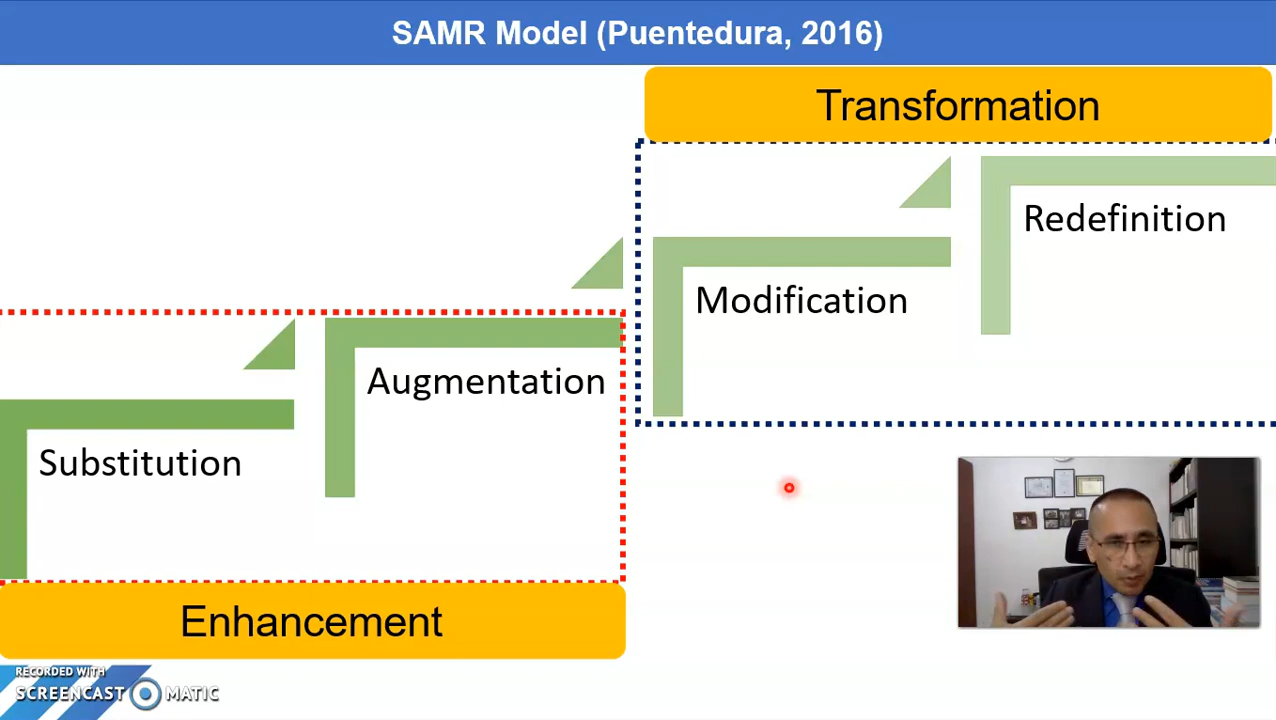 SAMR Model (Puentedura, 2016)
Transformation
Redefinition
Modification
Augmentation
Substitution
Enhancement
RECORDED WITH
SCREENCAST MATIC